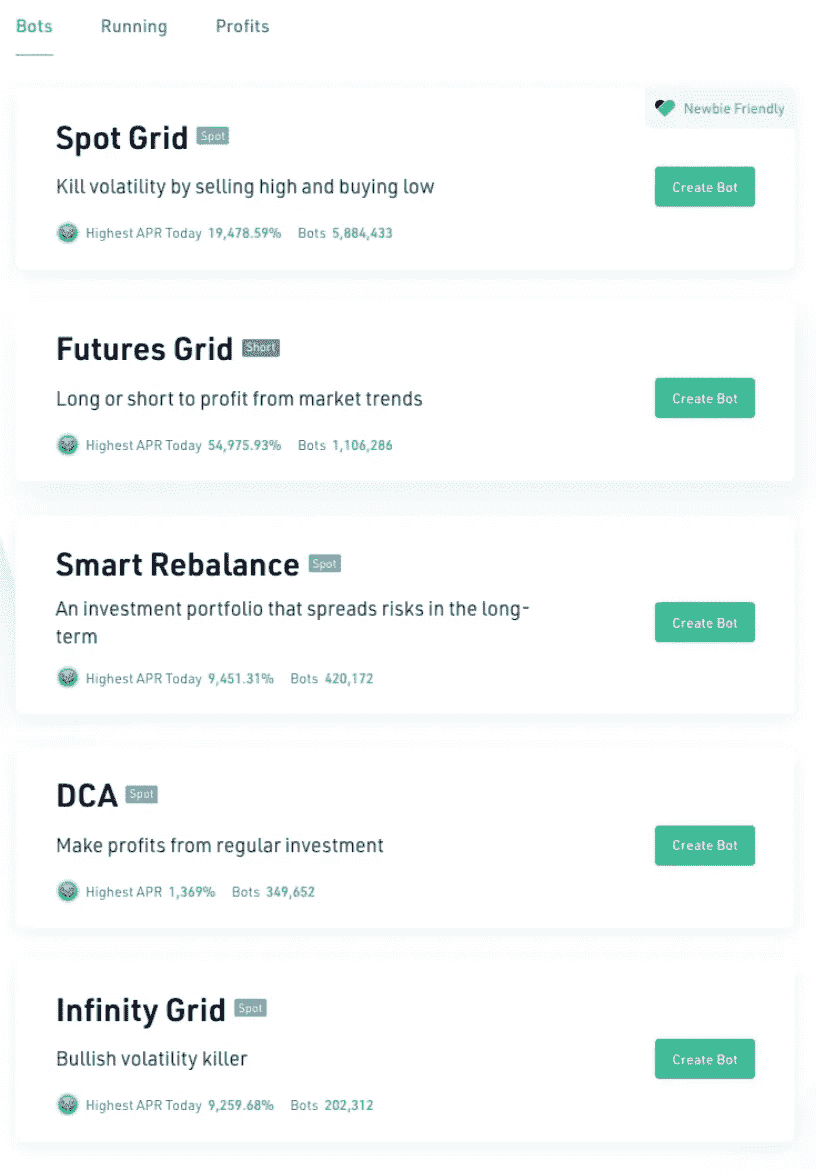 Bots Running Profits
Newbie Friendly
Spot Grid Spot
Kill volatility by selling high and buying low
Create Bot
Highest APR Today 19,478.59% Bots 5,884,433
Futures Grid Short
Long or short to profit from market trends
Create Bot
Highest APR Today 54,975.93% Bots 1,106,286
Smart Rebalance Spot
An investment portfolio that spreads risks in the long-
term
Create Bot
Highest APR Today 9,451.31% Bots 420,172
DCA Spot
Make profits from regular investment
Create Bot
Highest APR 1,369% Bots 349,652
Infinity Grid Spot
Bullish volatility killer
Create Bot
Highest APR Today 9,259.68% Bots 202,312